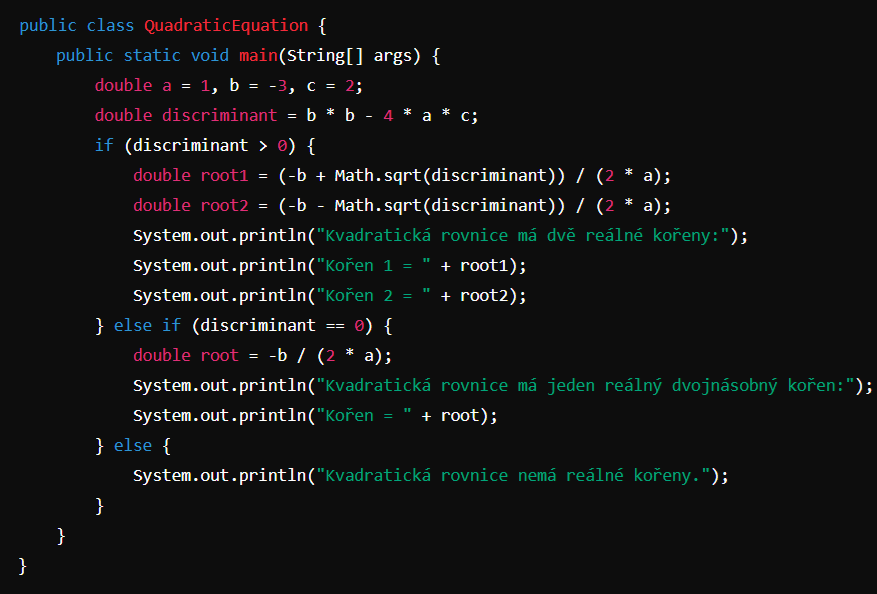 public class QuadraticEquation {
    public static void main(String[] args) {
        double a = 1, b = -3, c = 2;
        double discriminant = b * b - 4 * a * c;
        if (discriminant > 0) {
            double root1 = (-b + Math.sqrt(discriminant)) / (2 * a);
            double root2 = (-b - Math.sqrt(discriminant)) / (2 * a);
            System.out.println("Kvadratická rovnice má dvě reálné kořeny:");
            System.out.println("Kořen 1 = " + root1);
            System.out.println("Kořen 2 = " + root2);
        } else if (discriminant == 0) {
            double root = -b / (2 * a);
            System.out.println("Kvadratická rovnice má jeden reálný dvojnásobný kořen:");
            System.out.println("Kořen = " + root);
        } else {
            System.out.println("Kvadratická rovnice nemá reálné kořeny.");
        }
    }
}